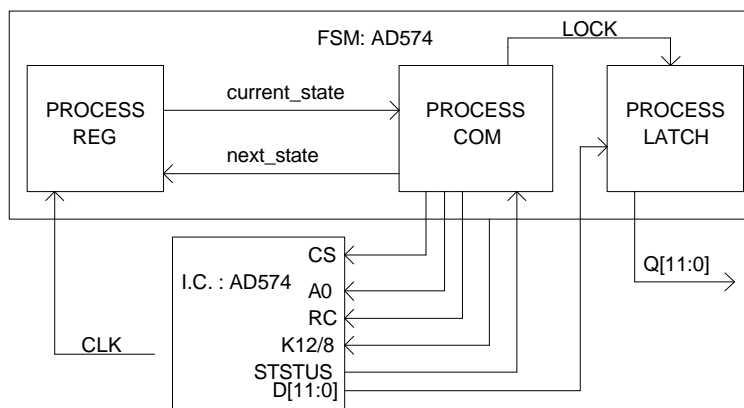 FSM: AD574
LOCK
PROCESS
REG
current_state
next_state
PROCESS
COM
PROCESS
LATCH
CS
I.C. : AD574
A0
RC
K12/8
STSTUS
D[11:0]
Q[11:0]
CLK